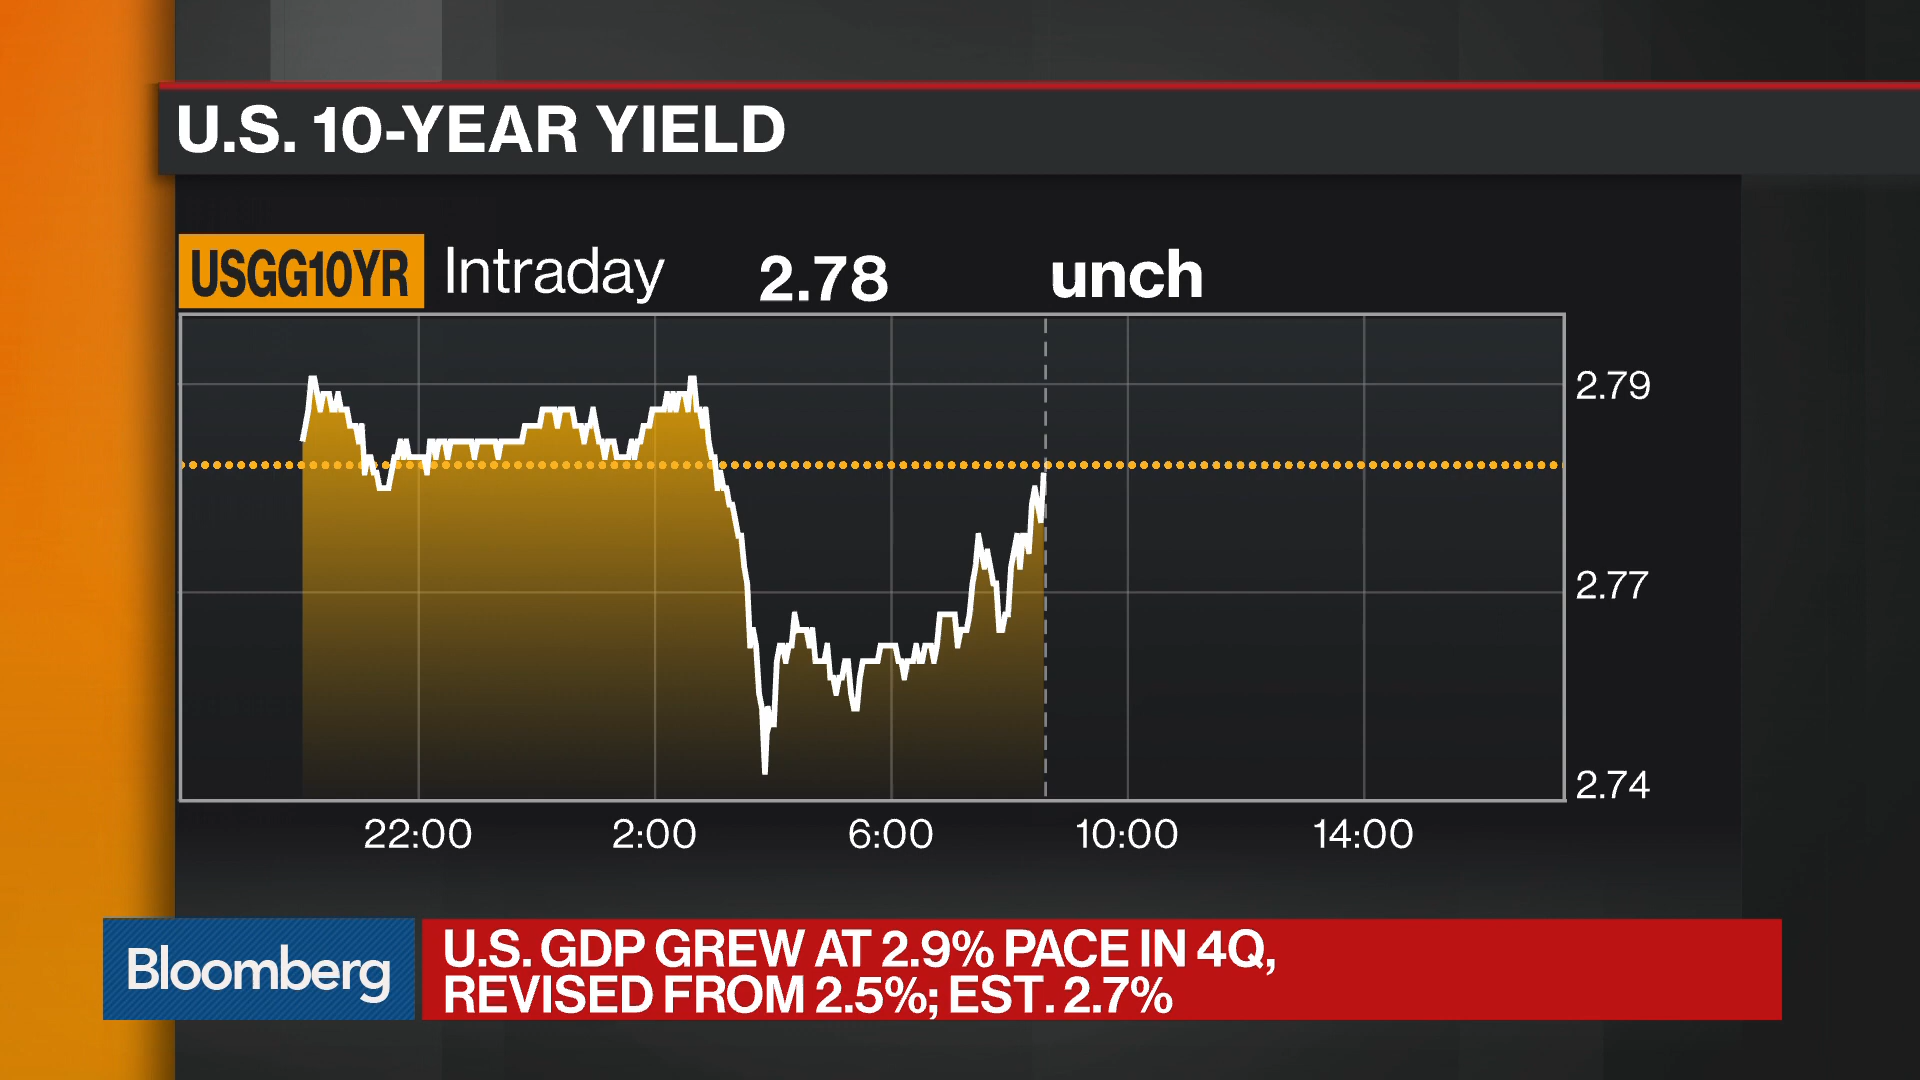 U.S. 10-YEAR YIELD
USGG10YR Intraday 2.78 unch
2.79
2.77
2.74
22:00 2:00 6:00 10:00 14:00
Bloomberg
U.S. GDP GREW AT 2.9% PACE IN 4Q,
REVISED FROM 2.5%; EST. 2.7%